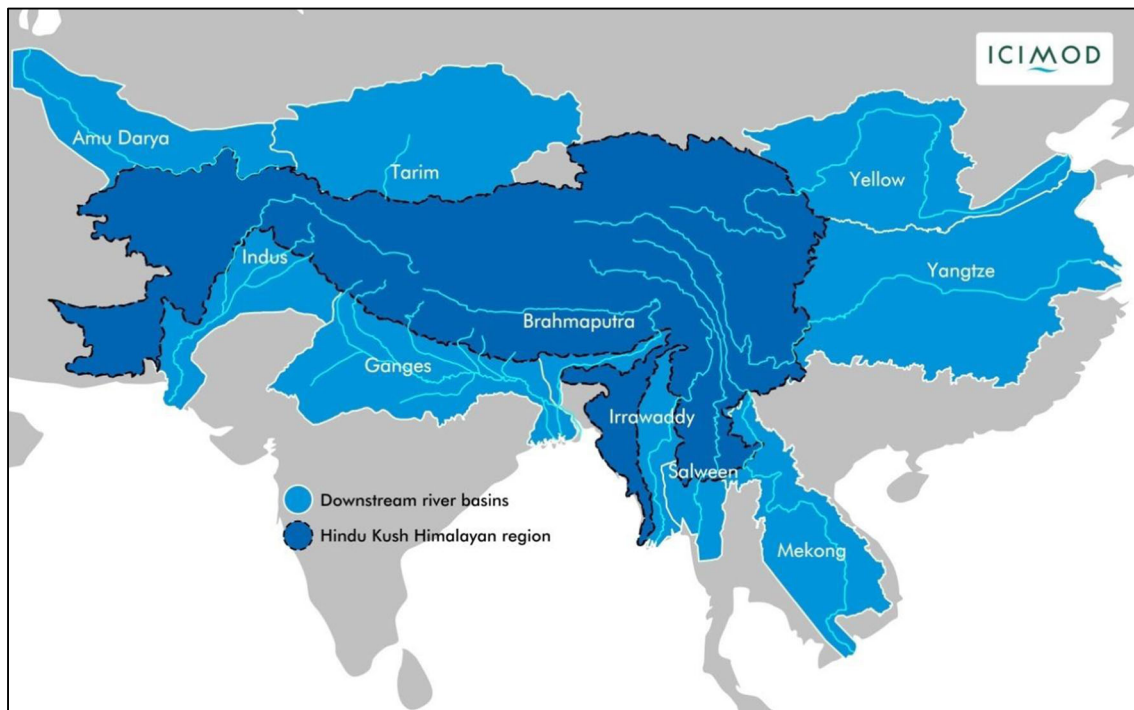 ICIMOD
Amu Darya
Tarim
Yellow
Indus
Yangtze
Brahmaputra
Ganges
Irrawaddy
Salween
Downstream river basins
Hindu Kush Himalayan region
Mekong